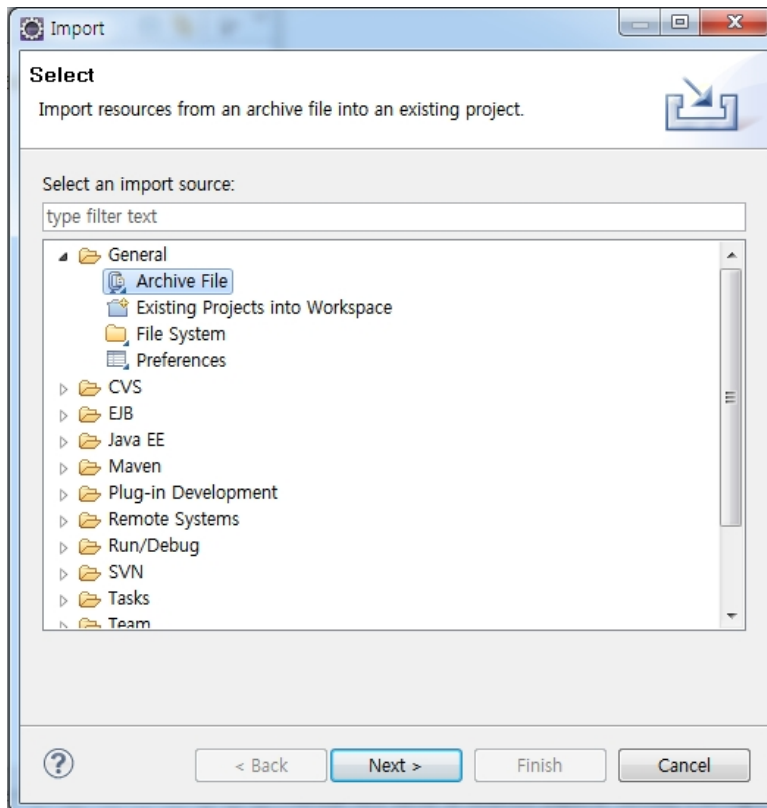 Import
Select
Import resources from an archive file into an existing project.
Select an import source:
type filter text
General
Archive File
Existing Projects into Workspace
File System
Preferences
CVS
EJB
Java EE
Maven
Plug-in Development
Remote Systems
Run/Debug
SVN
Tasks
Team
< Back
Next >
Finish
Cancel